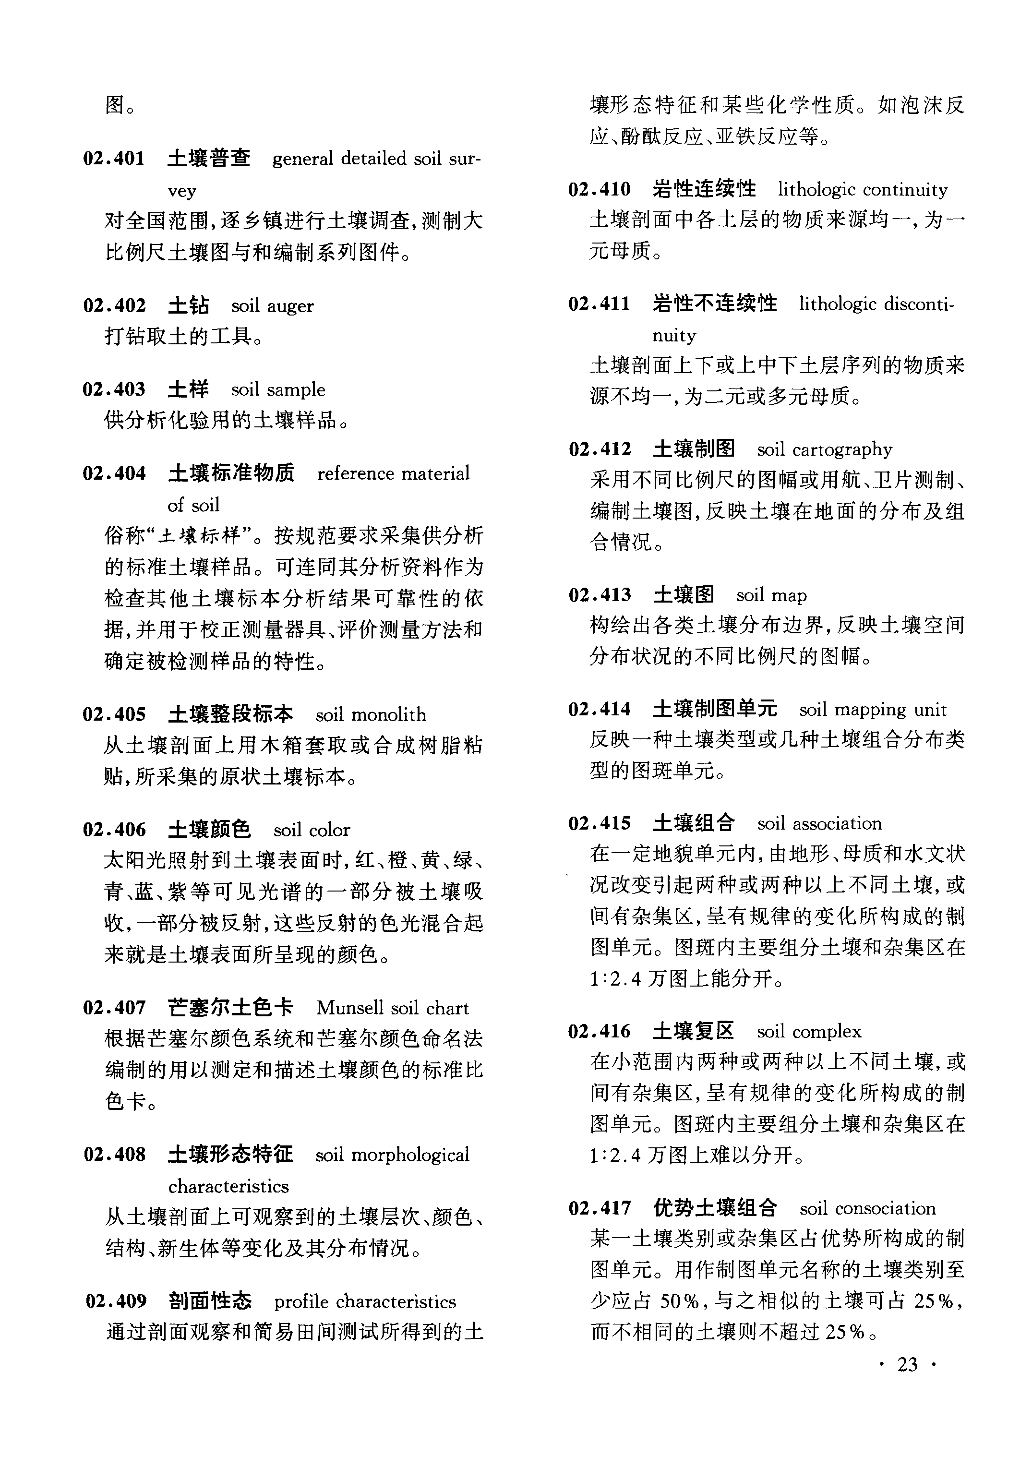 图。
02.401 土壤普查 general detailed soil sur-
vey
对全国范围,逐乡镇进行土壤调查,测制大
比例尺土壤图与和编制系列图件。
02.402 土钻 soil auger
打钻取土的工具。
02.403 土样 soil sample
供分析化验用的土壤样品。
02.404 土壤标准物质 reference material
of soil
俗称“土壤标样”。按规范要求采集供分析
的标准土壤样品。可连同其分析资料作为
检查其他土壤标本分析结果可靠性的依
据,并用于校正测量器具、评价测量方法和
确定被检测样品的特性。
02.405 土壤整段标本 soil monolith
从土壤剖面上用木箱套取或合成树脂粘
贴,所采集的原状土壤标本。
02.406 土壤颜色 soil color
太阳光照射到土壤表面时,红、橙、黄、绿、
青、蓝、紫等可见光谱的一部分被土壤吸
收,一部分被反射,这些反射的色光混合起
来就是土壤表面所呈现的颜色。
02.407 芒塞尔土色卡 Munsell soil chart
根据芒塞尔颜色系统和芒塞尔颜色命名法
编制的用以测定和描述土壤颜色的标准比
色卡。
02.408 土壤形态特征 soil morphological
characteristics
从土壤剖面上可观察到的土壤层次、颜色、
结构、新生体等变化及其分布情况。
02.409 剖面性态 profile characteristics
通过剖面观察和简易田间测试所得到的土
壤形态特征和某些化学性质。如泡沫反
应、酚酞反应、亚铁反应等。
02.410 岩性连续性 lithologic continuity
土壤剖面中各土层的物质来源均一,为一
元母质。
02.411 岩性不连续性 lithologic disconti-
nuity
土壤剖面上下或上中下土层序列的物质来
源不均一,为二元或多元母质。
02.412 土壤制图 soil cartography
采用不同比例尺的图幅或用航、卫片测制、
编制土壤图,反映土壤在地面的分布及组
合情况。
02.413 土壤图 soil map
构绘出各类土壤分布边界,反映土壤空间
分布状况的不同比例尺的图幅。
02.414 土壤制图单元 soil mapping unit
反映一种土壤类型或几种土壤组合分布类
型的图斑单元。
02.415 土壤组合 soil association
在一定地貌单元内,由地形、母质和水文状
况改变引起两种或两种以上不同土壤,或
间有杂集区,呈有规律的变化所构成的制
图单元。图斑内主要组分土壤和杂集区在
1∶2.4 万图上能分开。
02.416 土壤复区 soil complex
在小范围内两种或两种以上不同土壤,或
间有杂集区,呈有规律的变化所构成的制
图单元。图斑内主要组分土壤和杂集区在
1∶2.4 万图上难以分开。
02.417 优势土壤组合 soil consociation
某一土壤类别或杂集区占优势所构成的制
图单元。用作制图单元名称的土壤类别至
少应占 50%,与之相似的土壤可占 25%,
而不相同的土壤则不超过 25%。
· 23 ·